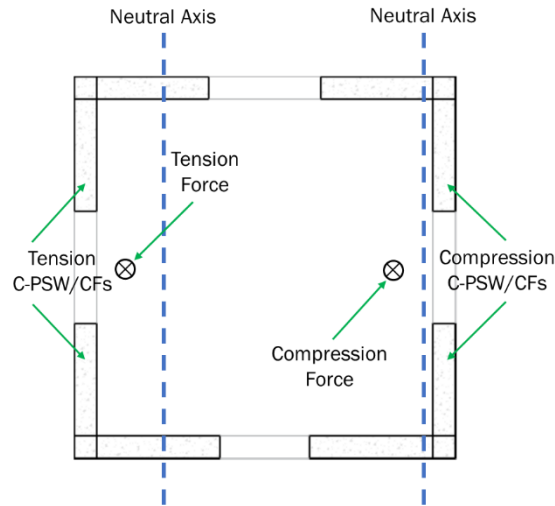 Neutral Axis
Neutral Axis
Tension
Force
Tension
C-PSW/CFs
Compression
C-PSW/CFs
Compression
Force